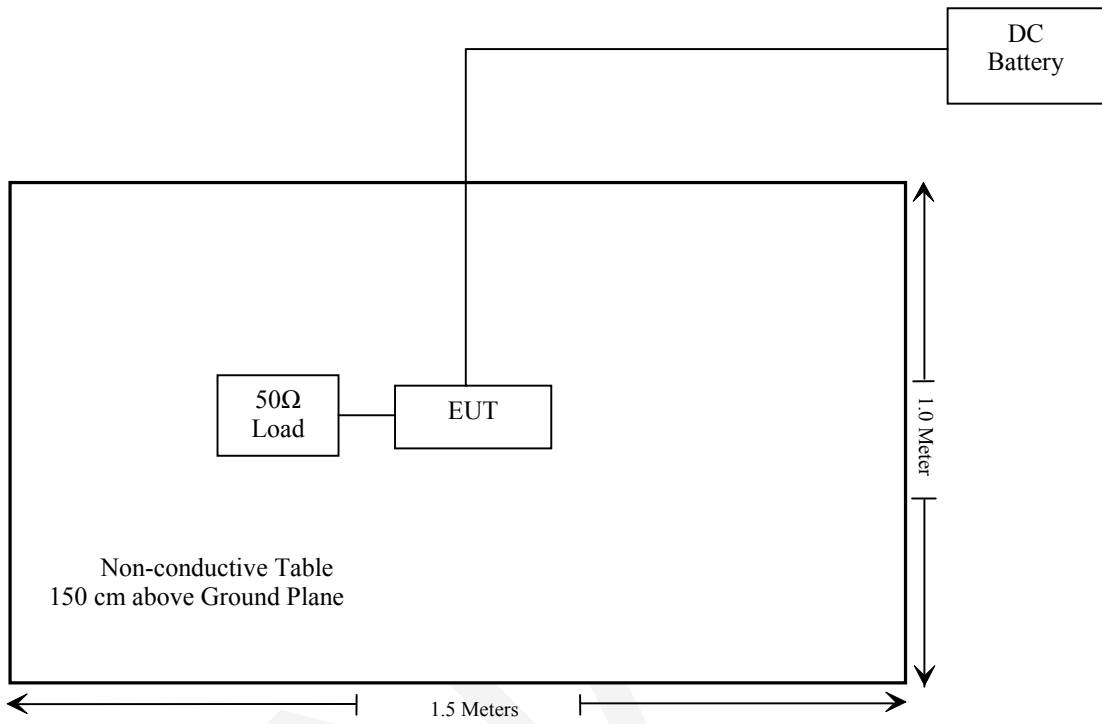 DC
Battery
50Ω
Load
EUT
1.0 Meter
Non-conductive Table
150 cm above Ground Plane
1.5 Meters